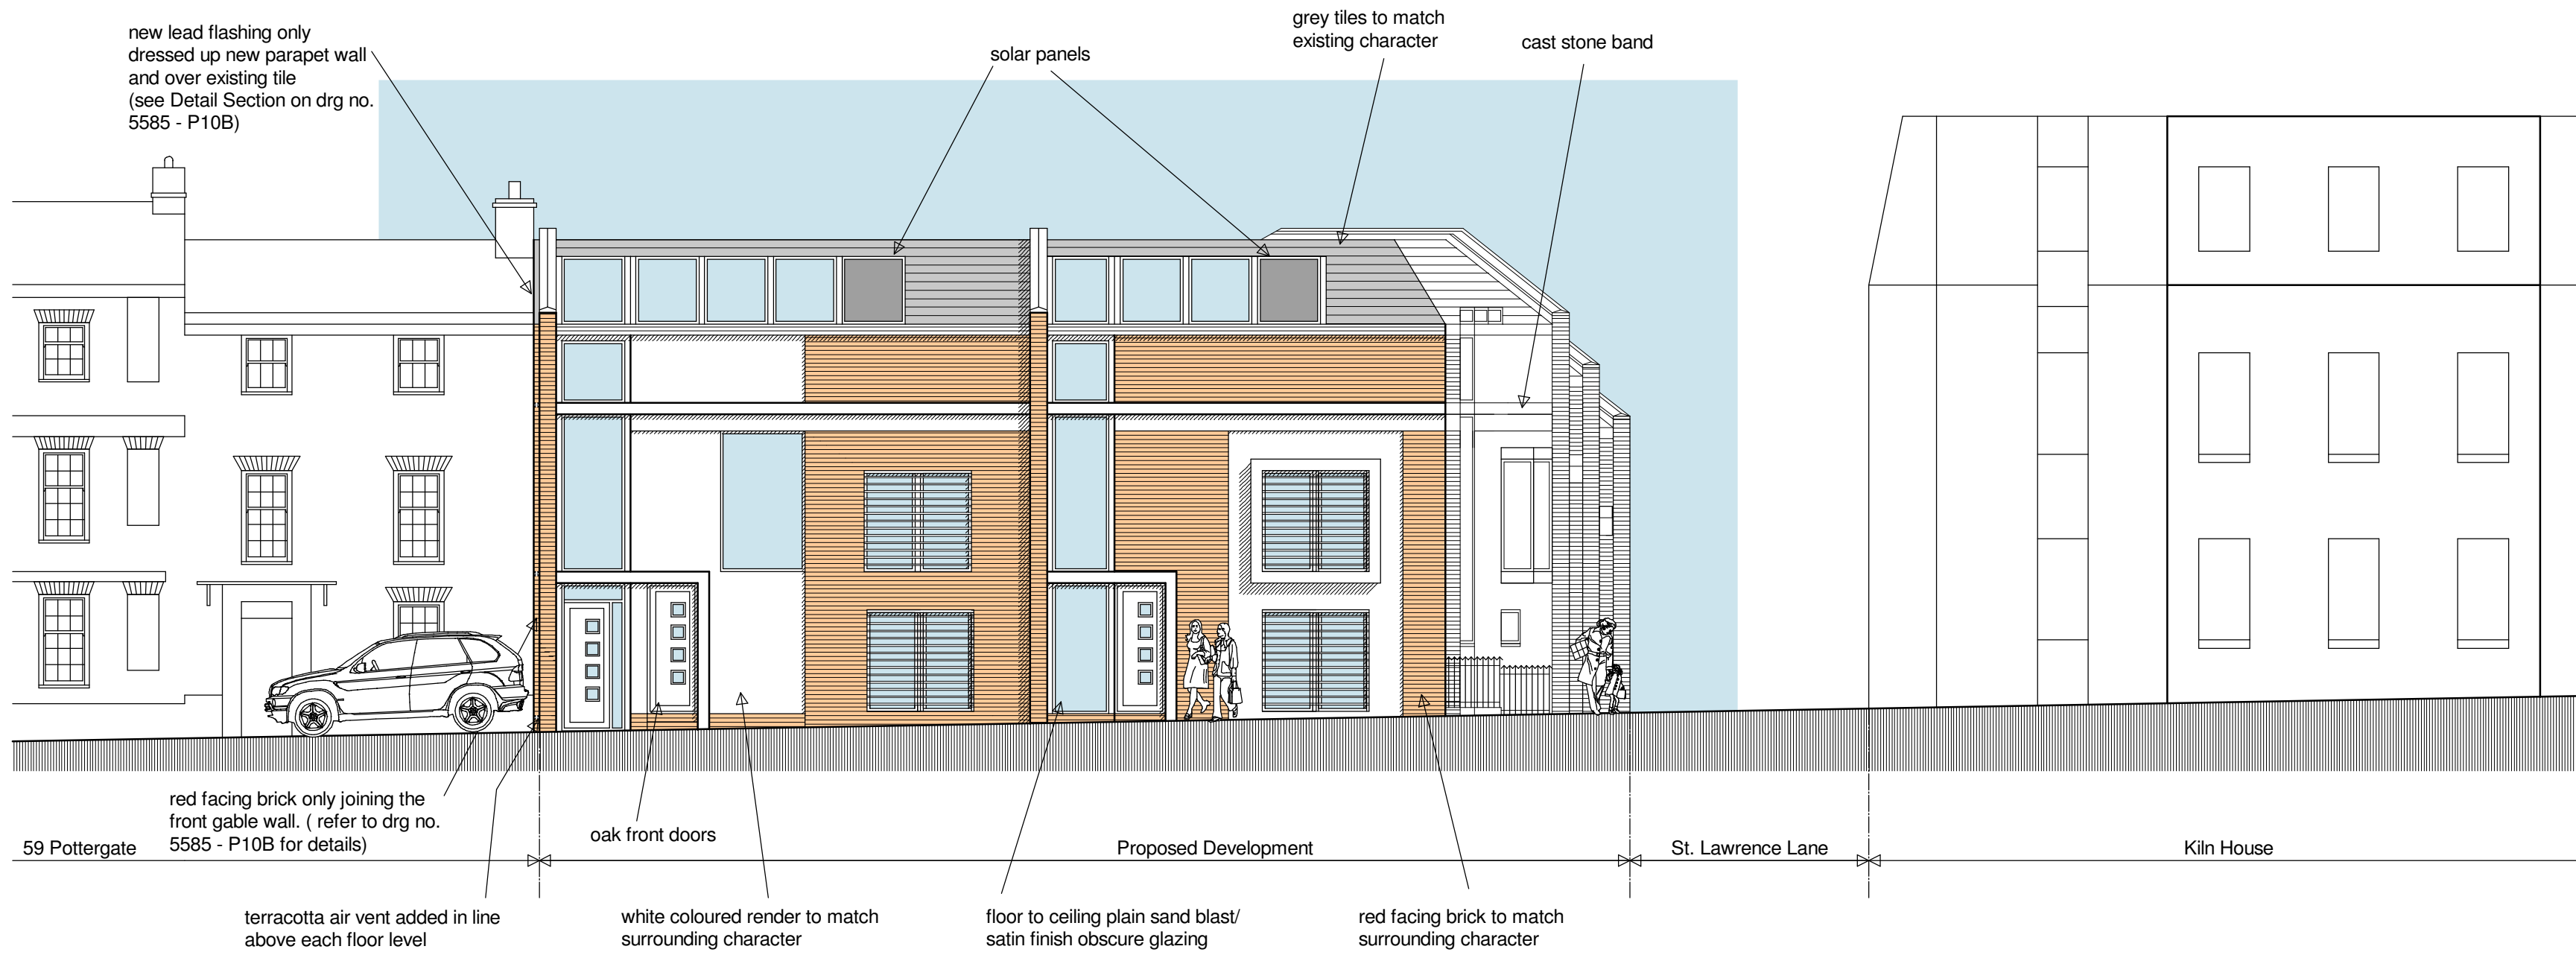 new lead flashing only
dressed up new parapet wall
and over existing tile
(see Detail Section on drg no.
5585 - P10B)
solar panels
grey tiles to match
existing character
cast stone band
red facing brick only joining the
front gable wall. ( refer to drg no.
5585 - P10B for details)
oak front doors
59 Pottergate
Proposed Development
St. Lawrence Lane
Kiln House
terracotta air vent added in line
above each floor level
white coloured render to match
surrounding character
floor to ceiling plain sand blast/
satin finish obscure glazing
red facing brick to match
surrounding character